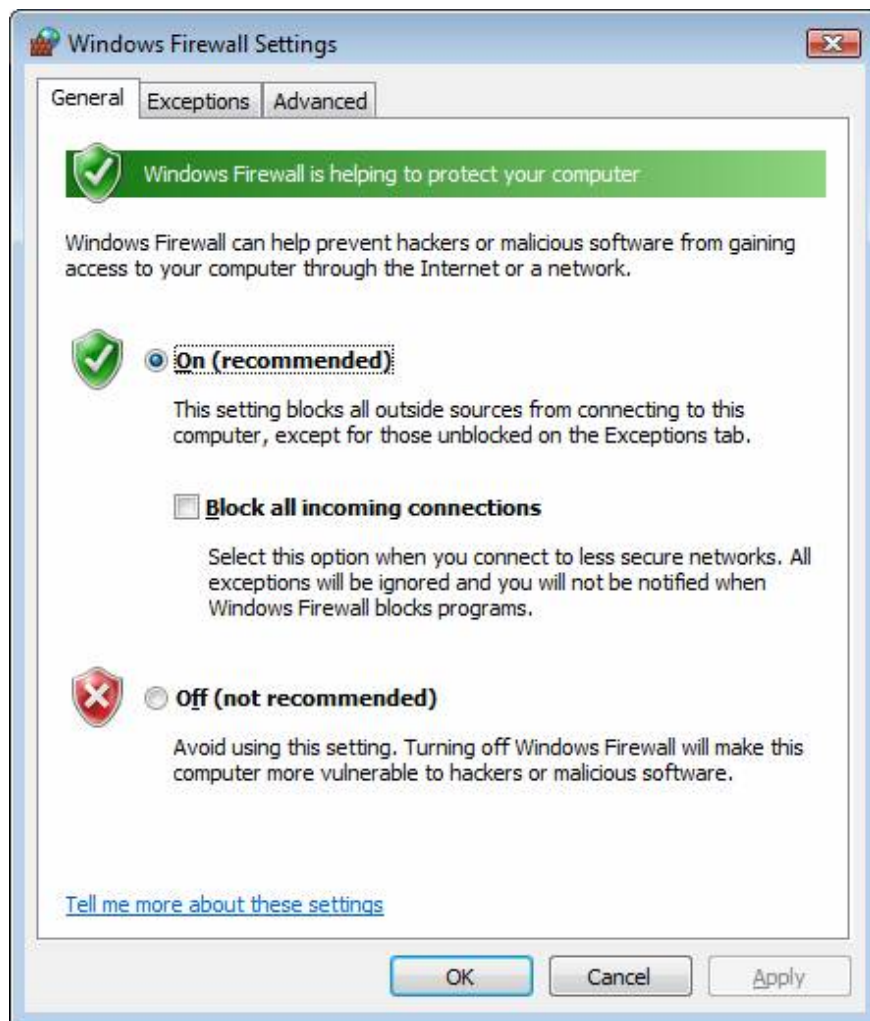 Windows Firewall Settings
General Exceptions Advanced
Windows Firewall is helping to protect your computer
Windows Firewall can help prevent hackers or malicious software from gaining
access to your computer through the Internet or a network.
On (recommended)
This setting blocks all outside sources from connecting to this
computer, except for those unblocked on the Exceptions tab.
Block all incoming connections
Select this option when you connect to less secure networks. All
exceptions will be ignored and you will not be notified when
Windows Firewall blocks programs.
Off (not recommended)
Avoid using this setting. Turning off Windows Firewall will make this
computer more vulnerable to hackers or malicious software.
Tell me more about these settings
OK Cancel Apply